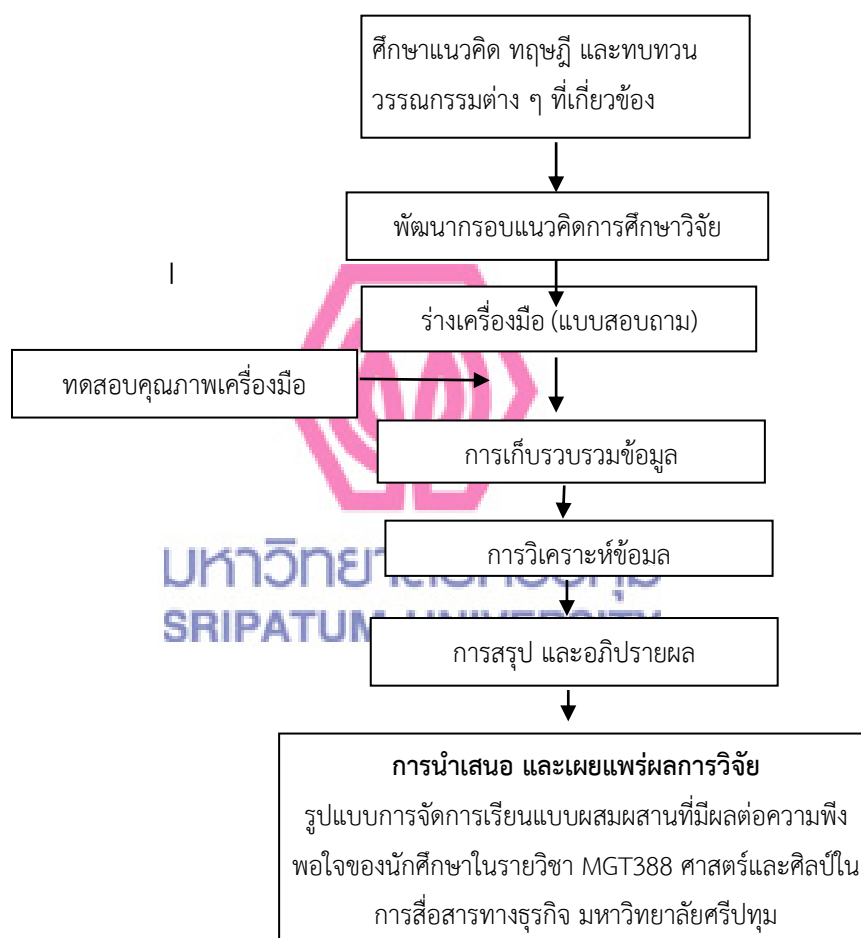 ศึกษาแนวคิด ทฤษฎี และทบทวน
วรรณกรรมต่าง ๆ ที่เกี่ยวข้อง
พัฒนากรอบแนวคิดการศึกษาวิจัย
ร่างเครื่องมือ (แบบสอบถาม)
ทดสอบคุณภาพเครื่องมือ
การเก็บรวบรวมข้อมูล
การวิเคราะห์ข้อมล
SRIPATUM UNIVERSITY
การสรุป และอภิปรายผล
การนำเสนอ และเผยแพร่ผลการวิจัย
รูปแบบการจัดการเรียนแบบผสมผสานที่มีผลต่อความพึง
พอใจของนักศึกษาในรายวิชา MGT388 ศาสตร์และศิลป์ใน
การสื่อสารทางธุรกิจ มหาวิทยาลัยศรีปทุม